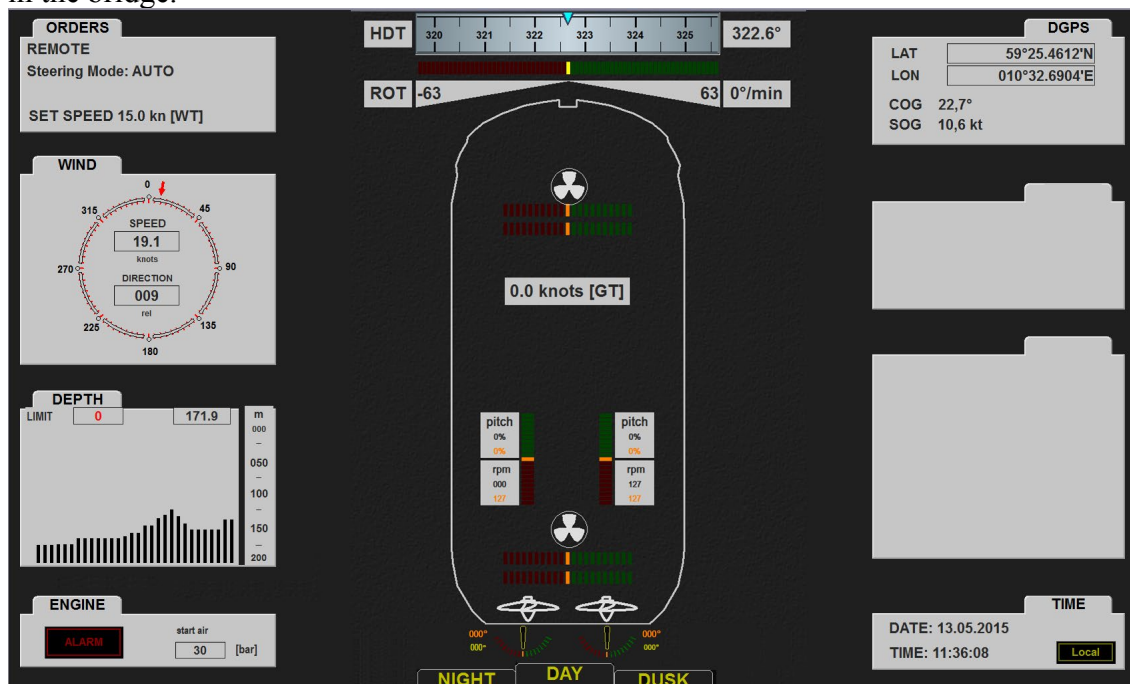 in the bridge.
ORDERS
REMOTE
Steering Mode: AUTO
SET SPEED 15.0 kn [WT]
WIND
0
45
90
135
180
225
270
315
SPEED
19.1
knots
DIRECTION
009
rel
DEPTH
LIMIT 0 171.9 m
000
050
100
150
200
ENGINE
ALARM
start air
30 [bar]
HDT 320 321 322 323 324 325 322.6°
ROT -63 63 0°/min
0.0 knots [GT]
pitch
0%
0%
rpm
000
127
pitch
0%
0%
rpm
127
127
000° 000°
000° 000°
NIGHT DAY DUSK
DGPS
LAT 59°25.4612'N
LON 010°32.6904'E
COG 22,7°
SOG 10,6 kt
TIME
DATE: 13.05.2015
TIME: 11:36:08 Local